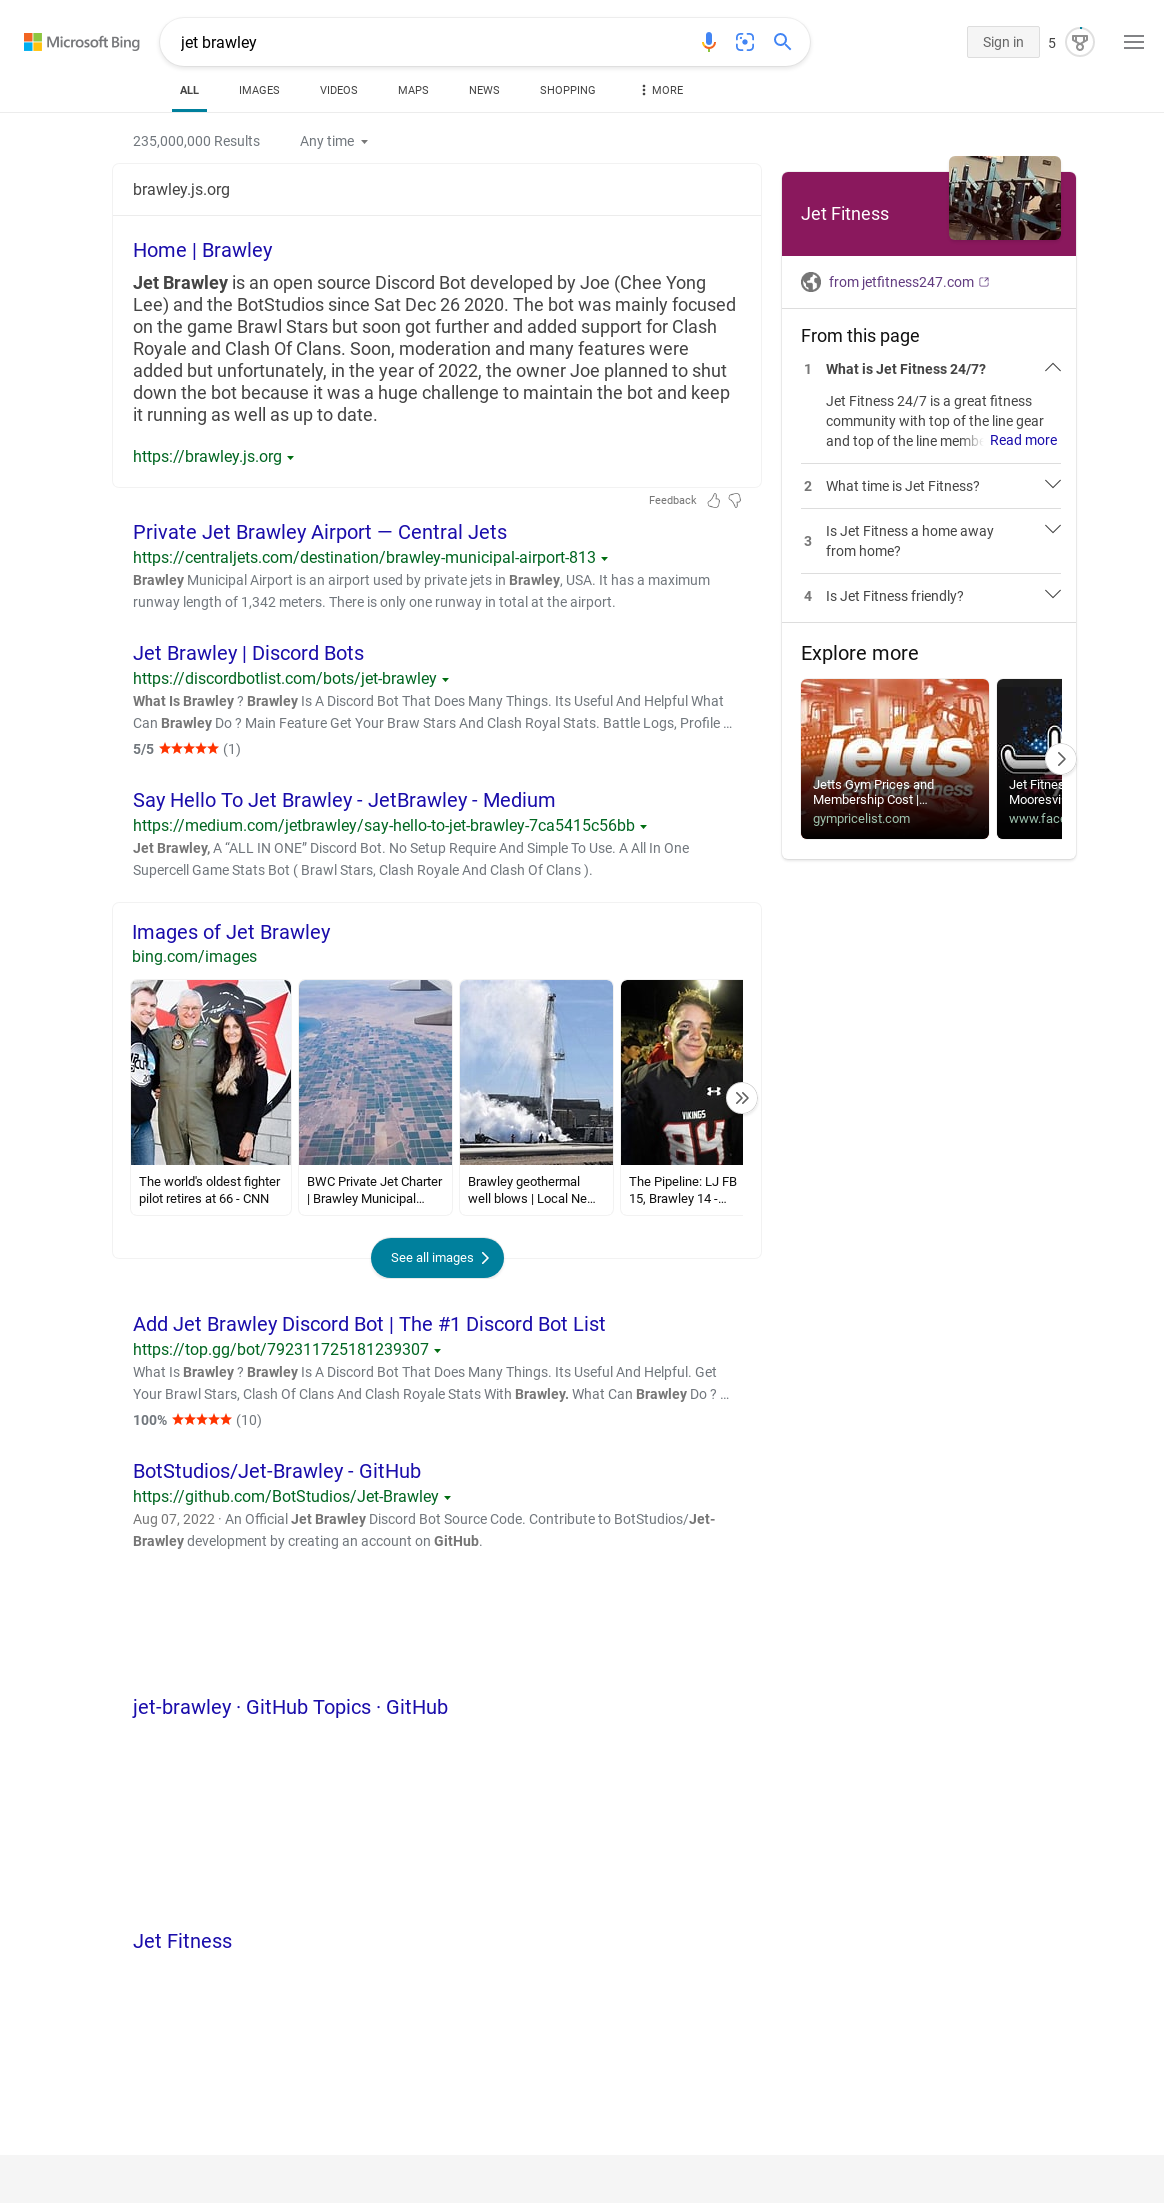 Microsoft Bing
jet brawley
Sign in
5
ALL
IMAGES
VIDEOS
MAPS
NEWS
SHOPPING
MORE
235,000,000 Results
Any time
brawley.js.org
Home | Brawley
Jet Brawley is an open source Discord Bot developed by Joe (Chee Yong
Lee) and the BotStudios since Sat Dec 26 2020. The bot was mainly focused
on the game Brawl Stars but soon got further and added support for Clash
Royale and Clash Of Clans. Soon, moderation and many features were
added but unfortunately, in the year of 2022, the owner Joe planned to shut
down the bot because it was a huge challenge to maintain the bot and keep
it running as well as up to date.
https://brawley.js.org
Feedback
Private Jet Brawley Airport — Central Jets
https://centraljets.com/destination/brawley-municipal-airport-813
Brawley Municipal Airport is an airport used by private jets in Brawley, USA. It has a maximum
runway length of 1,342 meters. There is only one runway in total at the airport.
Jet Brawley | Discord Bots
https://discordbotlist.com/bots/jet-brawley
What Is Brawley ? Brawley Is A Discord Bot That Does Many Things. Its Useful And Helpful What
Can Brawley Do ? Main Feature Get Your Braw Stars And Clash Royal Stats. Battle Logs, Profile ...
5/5 ★★★★★ (1)
Say Hello To Jet Brawley - JetBrawley - Medium
https://medium.com/jetbrawley/say-hello-to-jet-brawley-7ca5415c56bb
Jet Brawley, A “ALL IN ONE” Discord Bot. No Setup Require And Simple To Use. A All In One
Supercell Game Stats Bot ( Brawl Stars, Clash Royale And Clash Of Clans ).
Images of Jet Brawley
bing.com/images
VIKINGS
84
The world's oldest fighter
pilot retires at 66 - CNN
BWC Private Jet Charter
| Brawley Municipal...
Brawley geothermal
well blows | Local Ne...
The Pipeline: LJ FB
15, Brawley 14 -...
See all images
Add Jet Brawley Discord Bot | The #1 Discord Bot List
https://top.gg/bot/792311725181239307
What Is Brawley ? Brawley Is A Discord Bot That Does Many Things. Its Useful And Helpful. Get
Your Brawl Stars, Clash Of Clans And Clash Royale Stats With Brawley. What Can Brawley Do ? ...
100% ★★★★★ (10)
BotStudios/Jet-Brawley - GitHub
https://github.com/BotStudios/Jet-Brawley
Aug 07, 2022 · An Official Jet Brawley Discord Bot Source Code. Contribute to BotStudios/Jet-
Brawley development by creating an account on GitHub.
jet-brawley · GitHub Topics · GitHub
Jet Fitness
Jet Fitness
from jetfitness247.com
From this page
1 What is Jet Fitness 24/7?
Jet Fitness 24/7 is a great fitness
community with top of the line gear
and top of the line membe Read more
2 What time is Jet Fitness?
3 Is Jet Fitness a home away
from home?
4 Is Jet Fitness friendly?
Explore more
jetts
24 hour fitness
Jetts Gym Prices and
Membership Cost |...
gympricelist.com
Jet Fitnes
Mooresvi
www.face